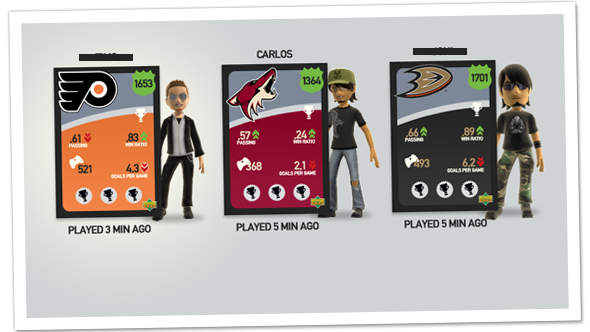 CARLOS
1653
.61 PASSING
.83 WIN RATIO
521
4.3 GOALS PER GAME
PLAYED 3 MIN AGO
1364
.57 PASSING
.24 WIN RATIO
368
2.1 GOALS PER GAME
PLAYED 5 MIN AGO
1701
.66 PASSING
.89 WIN RATIO
493
6.2 GOALS PER GAME
PLAYED 5 MIN AGO